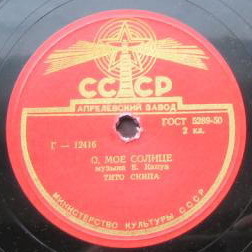 СССР
АПРЕЛЕВСКИЙ ЗАВОД
ГОСТ 5289-50
2 кл.
Г — 12416
О, МОЕ СОЛНЦЕ
музыка Е. Капуа
ТИТО СКИПА
МИНИСТЕРСТВО КУЛЬТУРЫ СССР